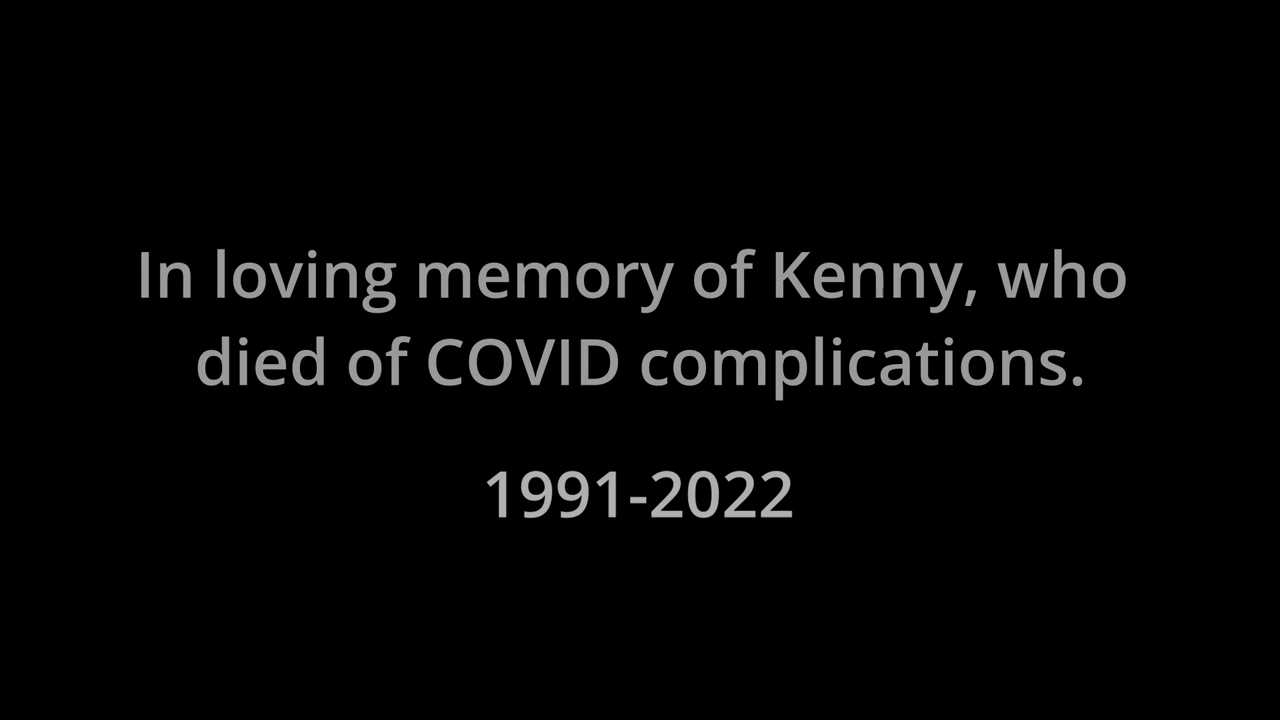 In loving memory of Kenny, who
died of COVID complications.
1991-2022